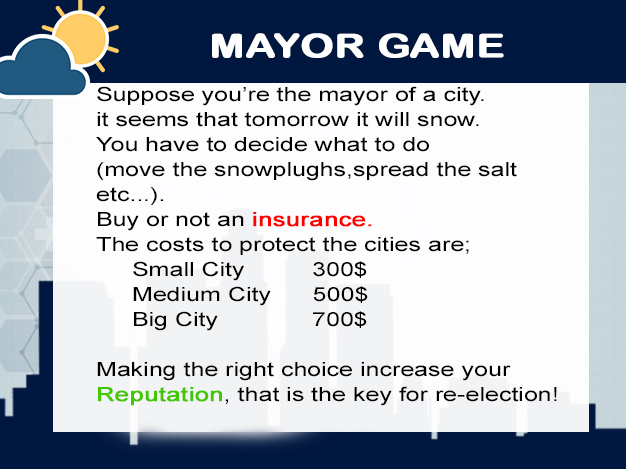 MAYOR GAME
Suppose you’re the mayor of a city.
it seems that tomorrow it will snow.
You have to decide what to do
(move the snowplughs,spread the salt
etc...).
Buy or not an insurance.
The costs to protect the cities are;
Small City 300$
Medium City 500$
Big City 700$
Making the right choice increase your
Reputation, that is the key for re-election!